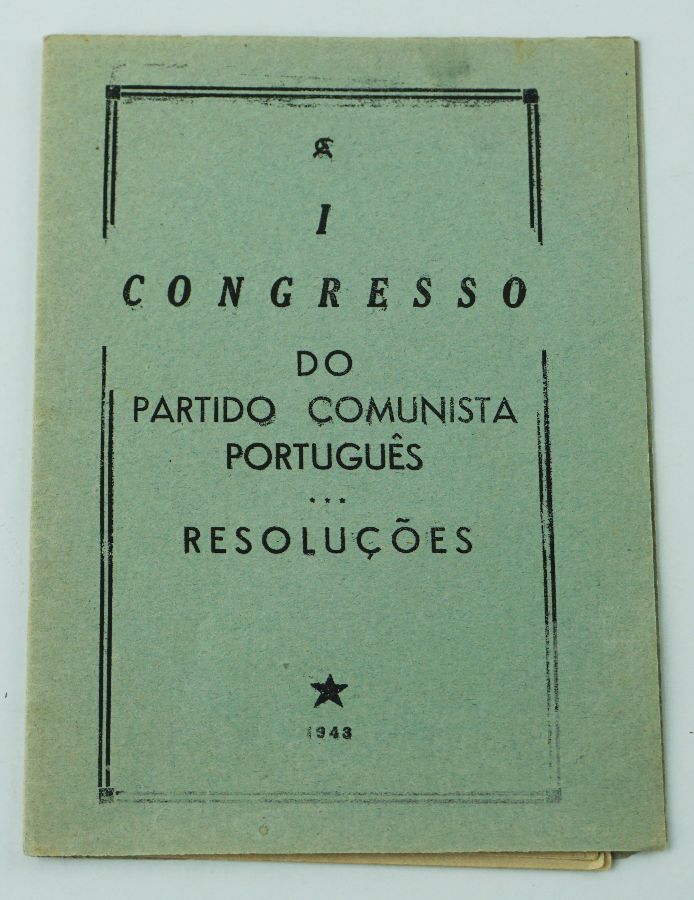 I
CONGRESSO
DO
PARTIDO COMUNISTA
PORTUGUÊS
...
RESOLUÇÕES
1943